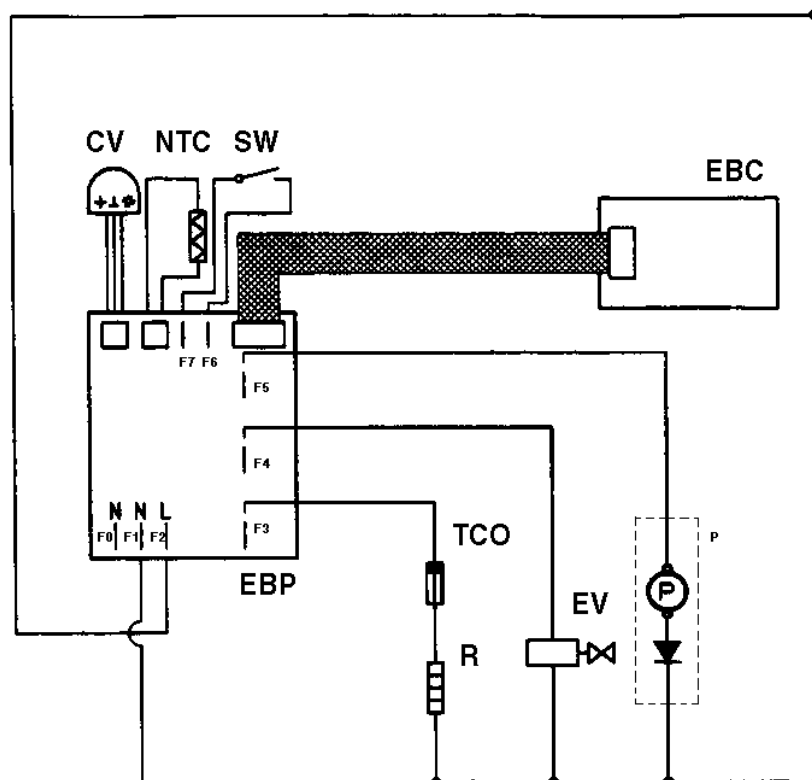 CV NTC SW
EBC
F7 F6
F5
F4
N N L
F0 F1 F2 F3
TCO
P
EBP
P
EV
R